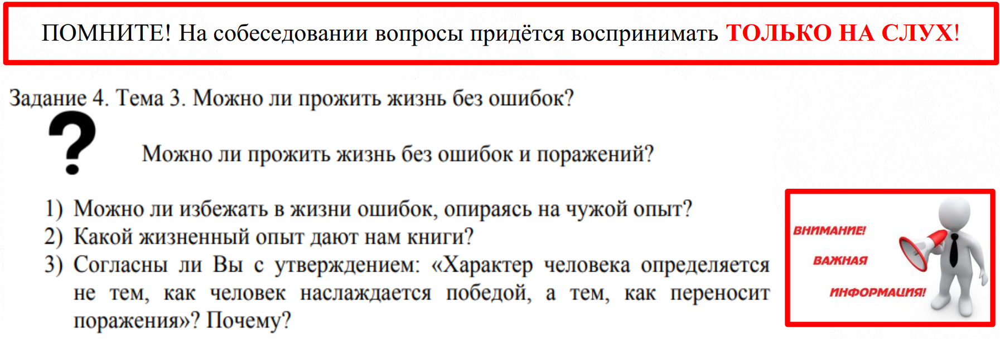 ПОМНИТЕ! На собеседовании вопросы придётся воспринимать ТОЛЬКО НА СЛУХ!
Задание 4. Тема 3. Можно ли прожить жизнь без ошибок?
?
Можно ли прожить жизнь без ошибок и поражений?
1) Можно ли избежать в жизни ошибок, опираясь на чужой опыт?
2) Какой жизненный опыт дают нам книги?
3) Согласны ли Вы с утверждением: «Характер человека определяется
не тем, как человек наслаждается победой, а тем, как переносит
поражения»? Почему?
ВНИМАНИЕ!
ВАЖНАЯ
ИНФОРМАЦИЯ!